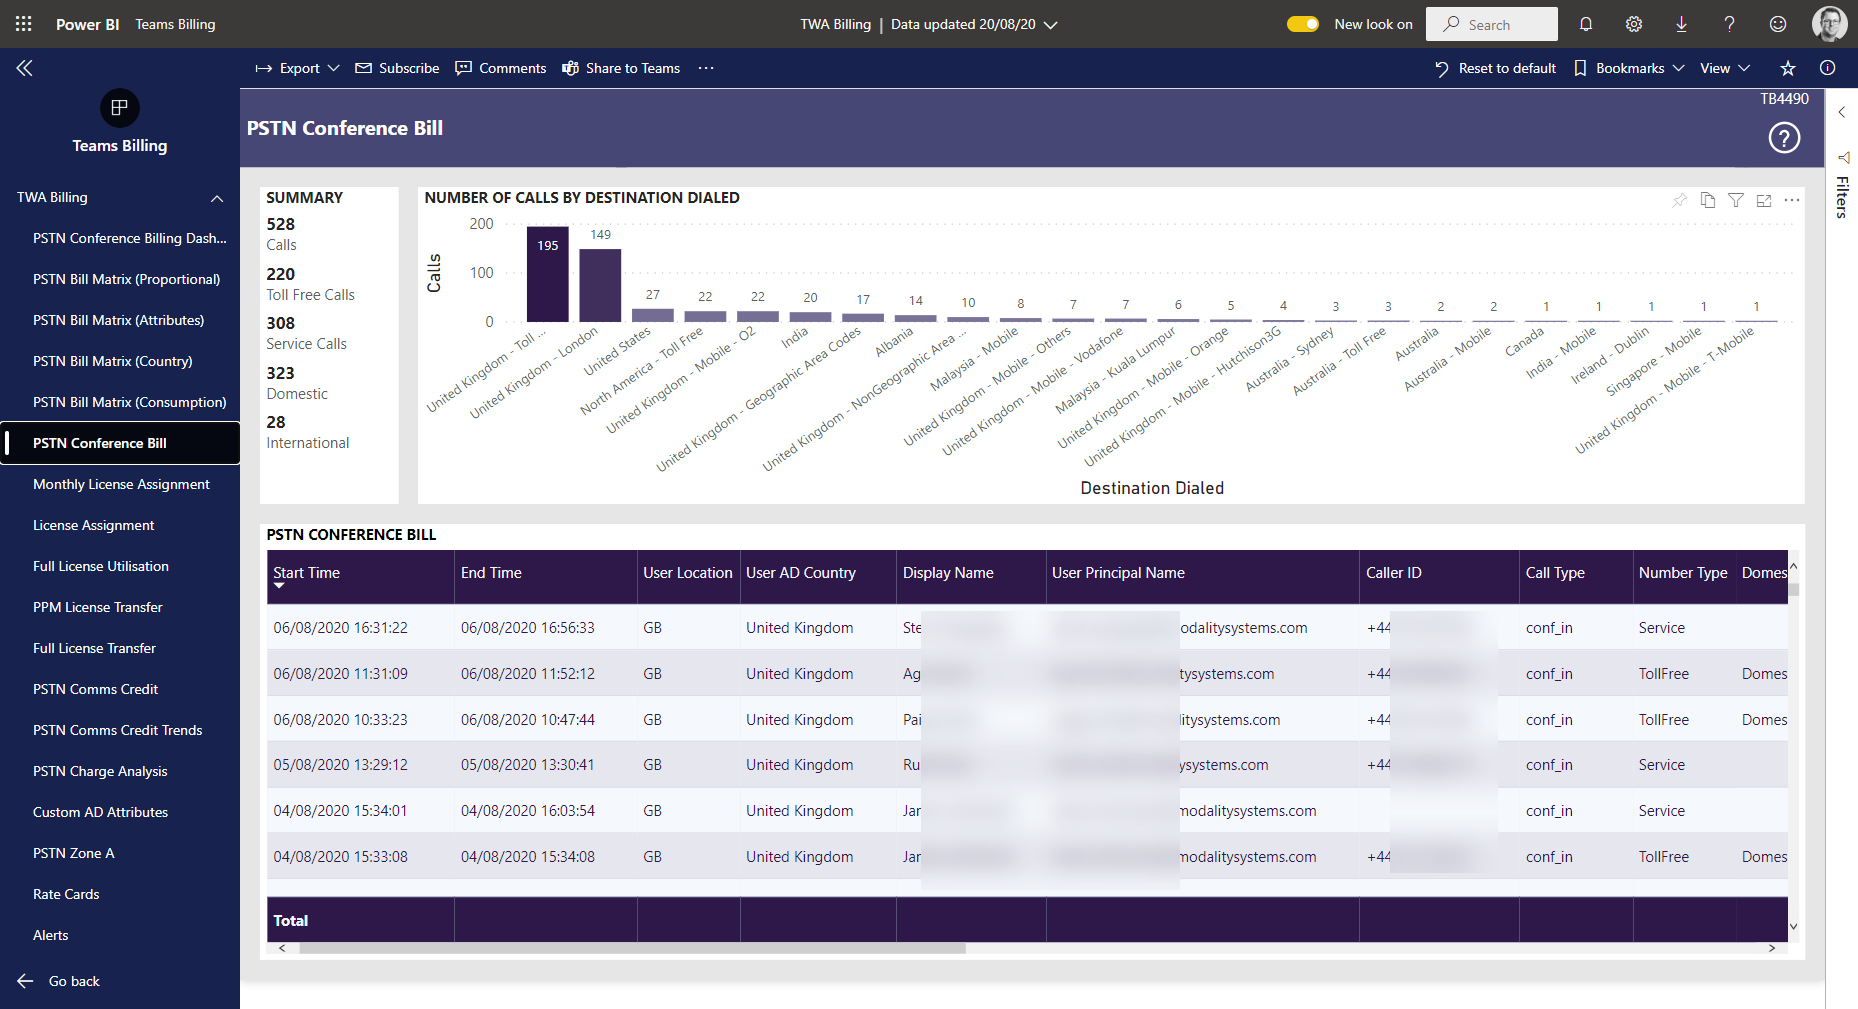 Power BI Teams Billing
TWA Billing | Data updated 20/08/20
New look on
Search
Export Subscribe Comments Share to Teams ···
Reset to default Bookmarks View
Teams Billing
TWA Billing
PSTN Conference Billing Dash...
PSTN Bill Matrix (Proportional)
PSTN Bill Matrix (Attributes)
PSTN Bill Matrix (Country)
PSTN Bill Matrix (Consumption)
PSTN Conference Bill
Monthly License Assignment
License Assignment
Full License Utilisation
PPM License Transfer
Full License Transfer
PSTN Comms Credit
PSTN Comms Credit Trends
PSTN Charge Analysis
Custom AD Attributes
PSTN Zone A
Rate Cards
Alerts
Go back
TB4490
PSTN Conference Bill
Filters
SUMMARY
528
Calls
220
Toll Free Calls
308
Service Calls
323
Domestic
28
International
NUMBER OF CALLS BY DESTINATION DIALED
Calls
200
100
0
195 149 27 22 22 20 17 14 10 8 7 7 6 5 4 3 3 2 2 1 1 1 1 1
United Kingdom - Toll ...
United Kingdom - London
United States
North America - Toll Free
United Kingdom - Mobile - O2
India
United Kingdom - Geographic Area Codes
Albania
United Kingdom - NonGeographic Area ...
Malaysia - Mobile
United Kingdom - Mobile - Others
United Kingdom - Mobile - Vodafone
Malaysia - Kuala Lumpur
United Kingdom - Mobile - Orange
United Kingdom - Mobile - Hutchison3G
Australia - Sydney
Australia - Toll Free
Australia
Australia - Mobile
Canada
India - Mobile
Ireland - Dublin
Singapore - Mobile
United Kingdom - Mobile - T-Mobile
Destination Dialed
PSTN CONFERENCE BILL
Start Time End Time User Location User AD Country Display Name User Principal Name Caller ID Call Type Number Type Domes
06/08/2020 16:31:22 06/08/2020 16:56:33 GB United Kingdom Ste odalitysystems.com +44 conf_in Service
06/08/2020 11:31:09 06/08/2020 11:52:12 GB United Kingdom Ag tysystems.com +44 conf_in TollFree Domes
06/08/2020 10:33:23 06/08/2020 10:47:44 GB United Kingdom Pai litysystems.com +44 conf_in TollFree Domes
05/08/2020 13:29:12 05/08/2020 13:30:41 GB United Kingdom Ru ysystems.com +44 conf_in Service
04/08/2020 15:34:01 04/08/2020 16:03:54 GB United Kingdom Jar modalitysystems.com conf_in Service
04/08/2020 15:33:08 04/08/2020 15:34:08 GB United Kingdom Jar modalitysystems.com +44 conf_in TollFree Domes
Total